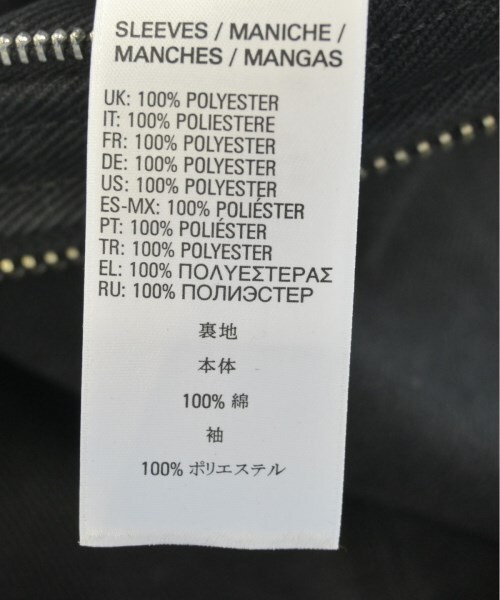 SLEEVES / MANICHE /
MANCHES / MANGAS
UK: 100% POLYESTER
IT: 100% POLIESTERE
FR: 100% POLYESTER
DE: 100% POLYESTER
US: 100% POLYESTER
ES-MX: 100% POLIÉSTER
PT: 100% POLIÉSTER
TR: 100% POLYESTER
EL: 100% ΠΟΛΥΕΣΤΕΡΑΣ
RU: 100% ПОЛИЭСТЕР
裏地
本体
100% 綿
袖
100% ポリエステル